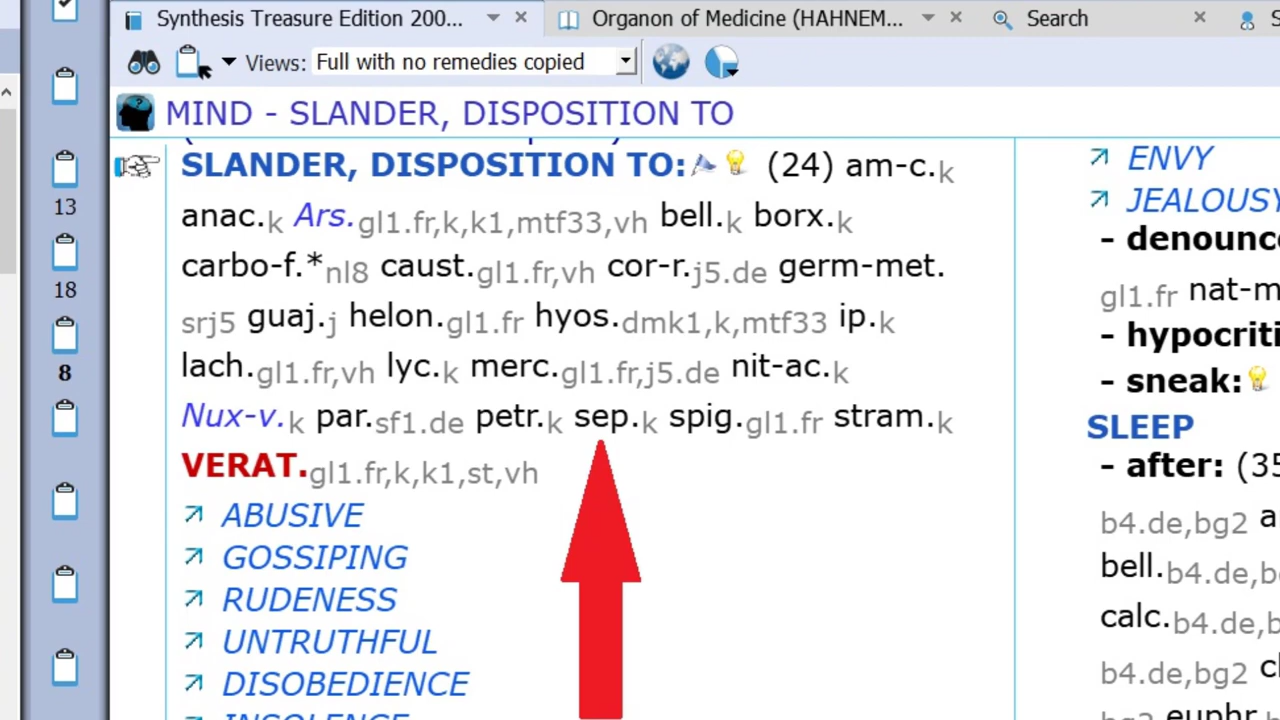 Synthesis Treasure Edition 200...
Organon of Medicine (HAHNEM...
Search
Views: Full with no remedies copied
MIND - SLANDER, DISPOSITION TO
SLANDER, DISPOSITION TO: (24) am-c.k
anac.k Ars.gl1.fr,k,k1,mtf33,vh bell.k borx.k
carbo-f.*nl8 caust.gl1.fr,vh cor-r.j5.de germ-met.
srj5 guaj.j helon.gl1.fr hyos.dmk1,k,mtf33 ip.k
lach.gl1.fr,vh lyc.k merc.gl1.fr,j5.de nit-ac.k
Nux-v.k par.sf1.de petr.k sep.k spig.gl1.fr stram.k
VERAT.gl1.fr,k,k1,st,vh
ABUSIVE
GOSSIPING
RUDENESS
UNTRUTHFUL
DISOBEDIENCE
INSOLENCE
ENVY
JEALOUSY
- denounc
gl1.fr nat-m
- hypocriti
- sneak:
SLEEP
- after: (35
b4.de,bg2 a
bell.b4.de,b
calc.b4.de,b
b4.de,bg2 c
bg2 euphr.
13
18
8